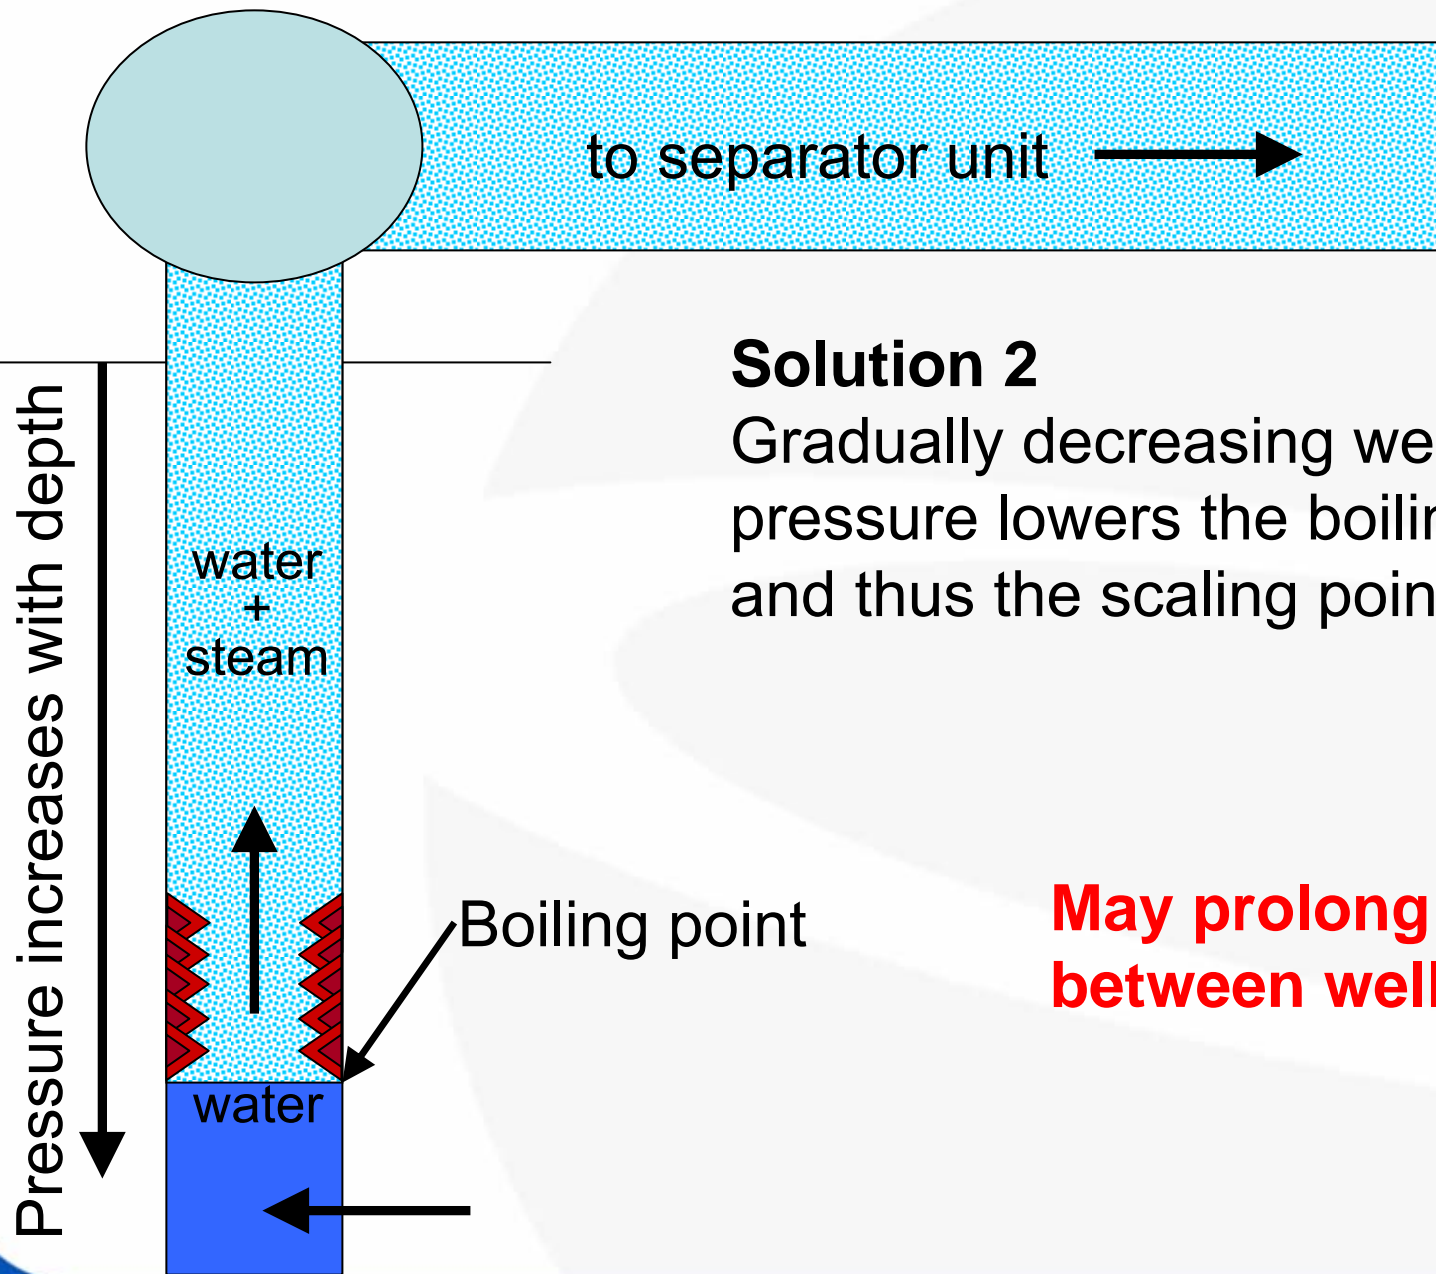 to separator unit
Solution 2
Gradually decreasing we
pressure lowers the boilin
and thus the scaling poin
Pressure increases with depth
water
+
steam
Boiling point
May prolong
between well
water